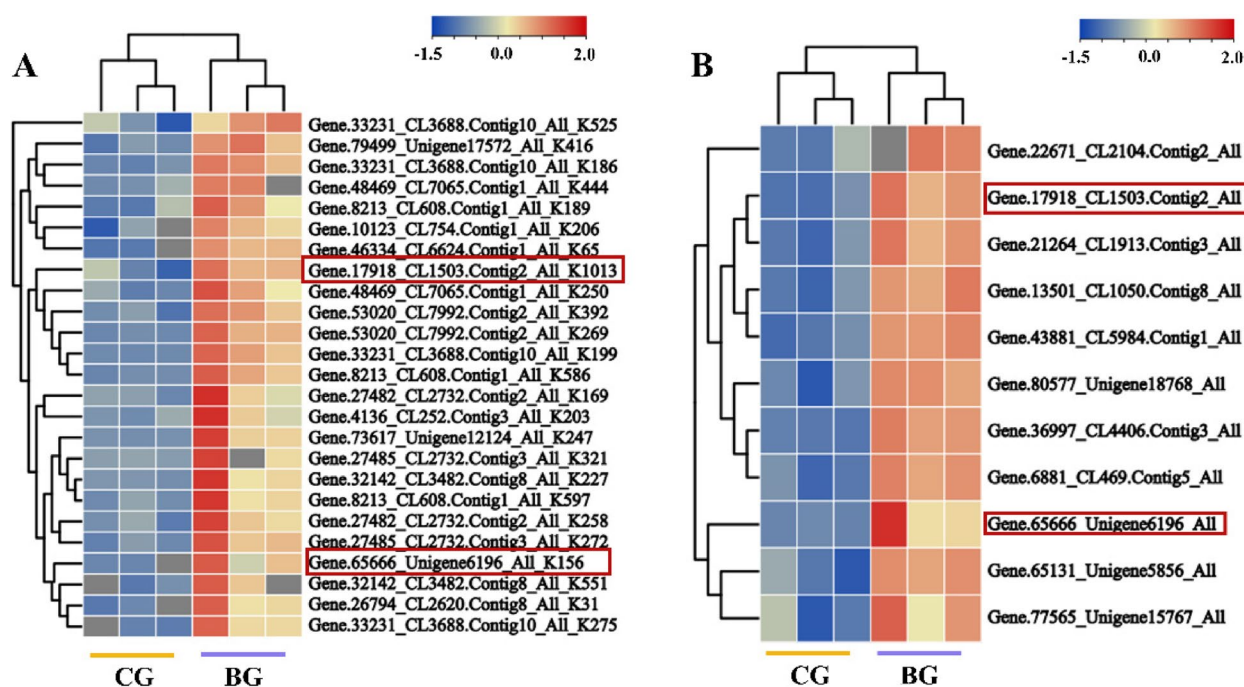 A
-1.5 0.0 2.0
Gene.33231_CL3688.Contig10_All_K525
Gene.79499_Unigene17572_All_K416
Gene.33231_CL3688.Contig10_All_K186
Gene.48469_CL7065.Contig1_All_K444
Gene.8213_CL608.Contig1_All_K189
Gene.10123_CL754.Contig1_All_K206
Gene.46334_CL6624.Contig1_All_K65
Gene.17918_CL1503.Contig2_All_K1013
Gene.48469_CL7065.Contig1_All_K250
Gene.53020_CL7992.Contig2_All_K392
Gene.53020_CL7992.Contig2_All_K269
Gene.33231_CL3688.Contig10_All_K199
Gene.8213_CL608.Contig1_All_K586
Gene.27482_CL2732.Contig2_All_K169
Gene.4136_CL252.Contig3_All_K203
Gene.73617_Unigene12124_All_K247
Gene.27485_CL2732.Contig3_All_K321
Gene.32142_CL3482.Contig8_All_K227
Gene.8213_CL608.Contig1_All_K597
Gene.27482_CL2732.Contig2_All_K258
Gene.27485_CL2732.Contig3_All_K272
Gene.65666_Unigene6196_All_K156
Gene.32142_CL3482.Contig8_All_K551
Gene.26794_CL2620.Contig8_All_K31
Gene.33231_CL3688.Contig10_All_K275
CG BG
B
-1.5 0.0 2.0
Gene.22671_CL2104.Contig2_All
Gene.17918_CL1503.Contig2_All
Gene.21264_CL1913.Contig3_All
Gene.13501_CL1050.Contig8_All
Gene.43881_CL5984.Contig1_All
Gene.80577_Unigene18768_All
Gene.36997_CL4406.Contig3_All
Gene.6881_CL469.Contig5_All
Gene.65666_Unigene6196_All
Gene.65131_Unigene5856_All
Gene.77565_Unigene15767_All
CG BG